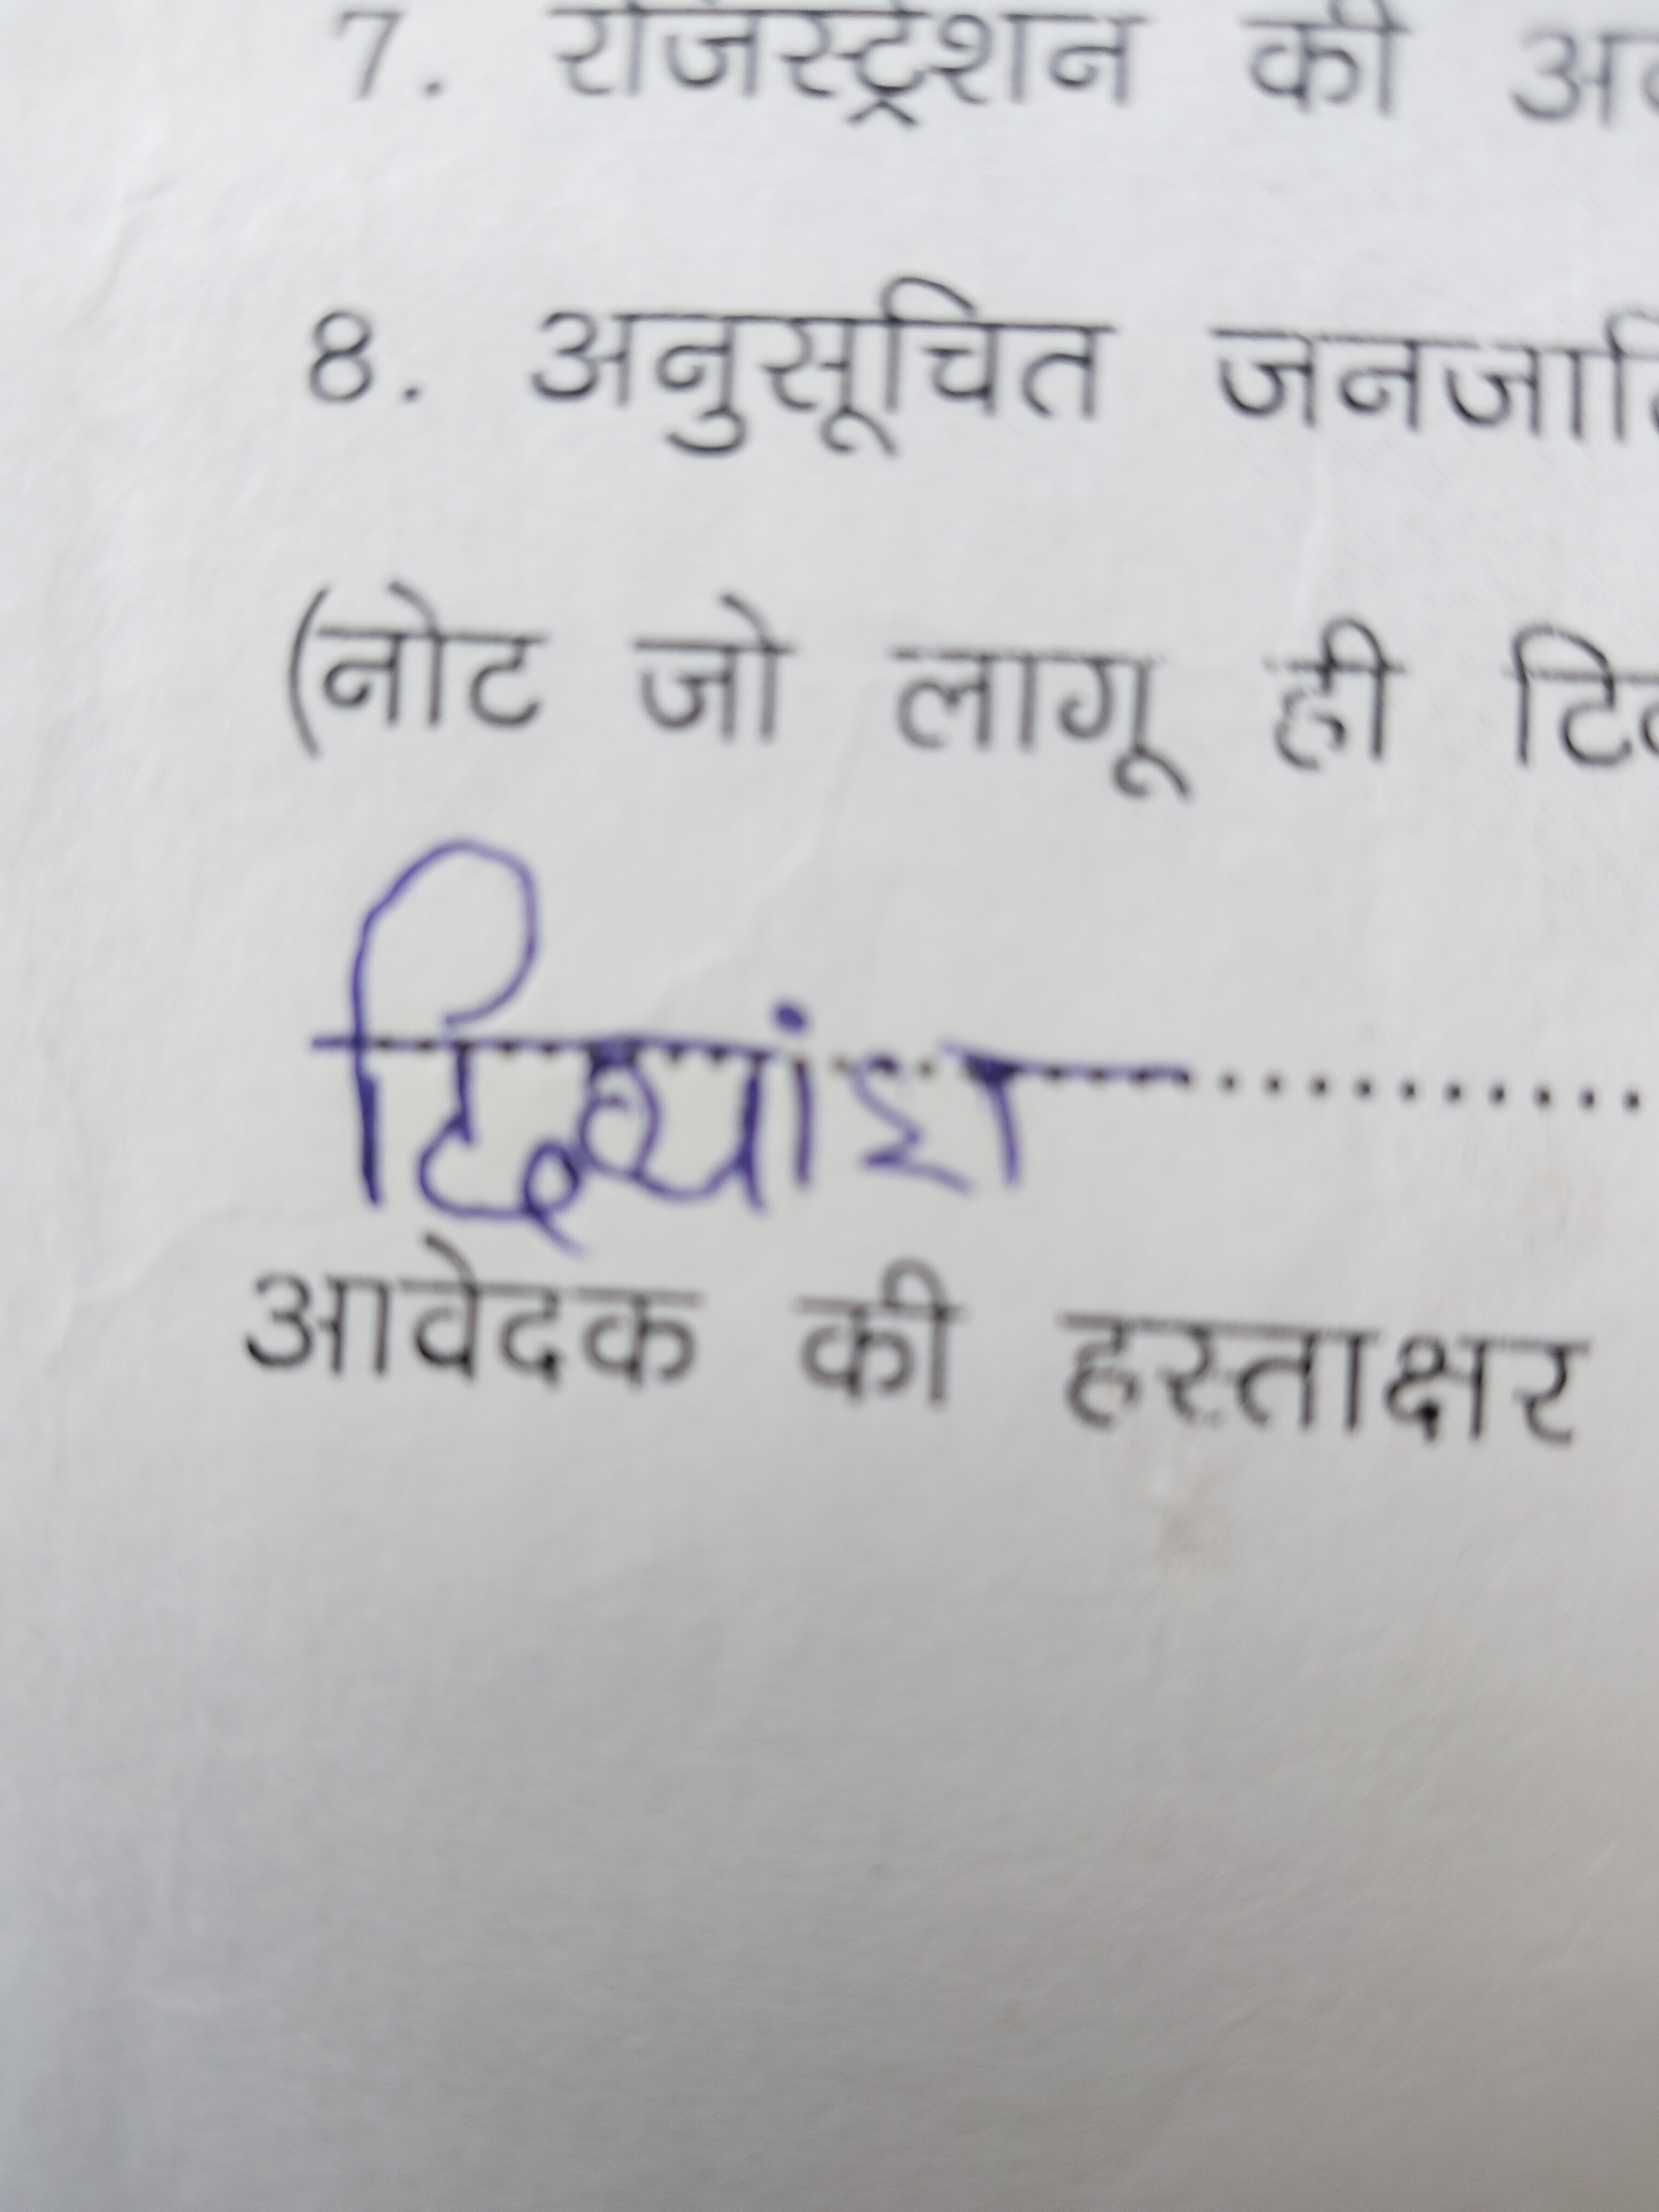 7. रजिस्ट्रेशन की
8. अनुसूचित
(नोट जो लागू ही
दिव्यांश
आवेदक की हस्ताक्षर